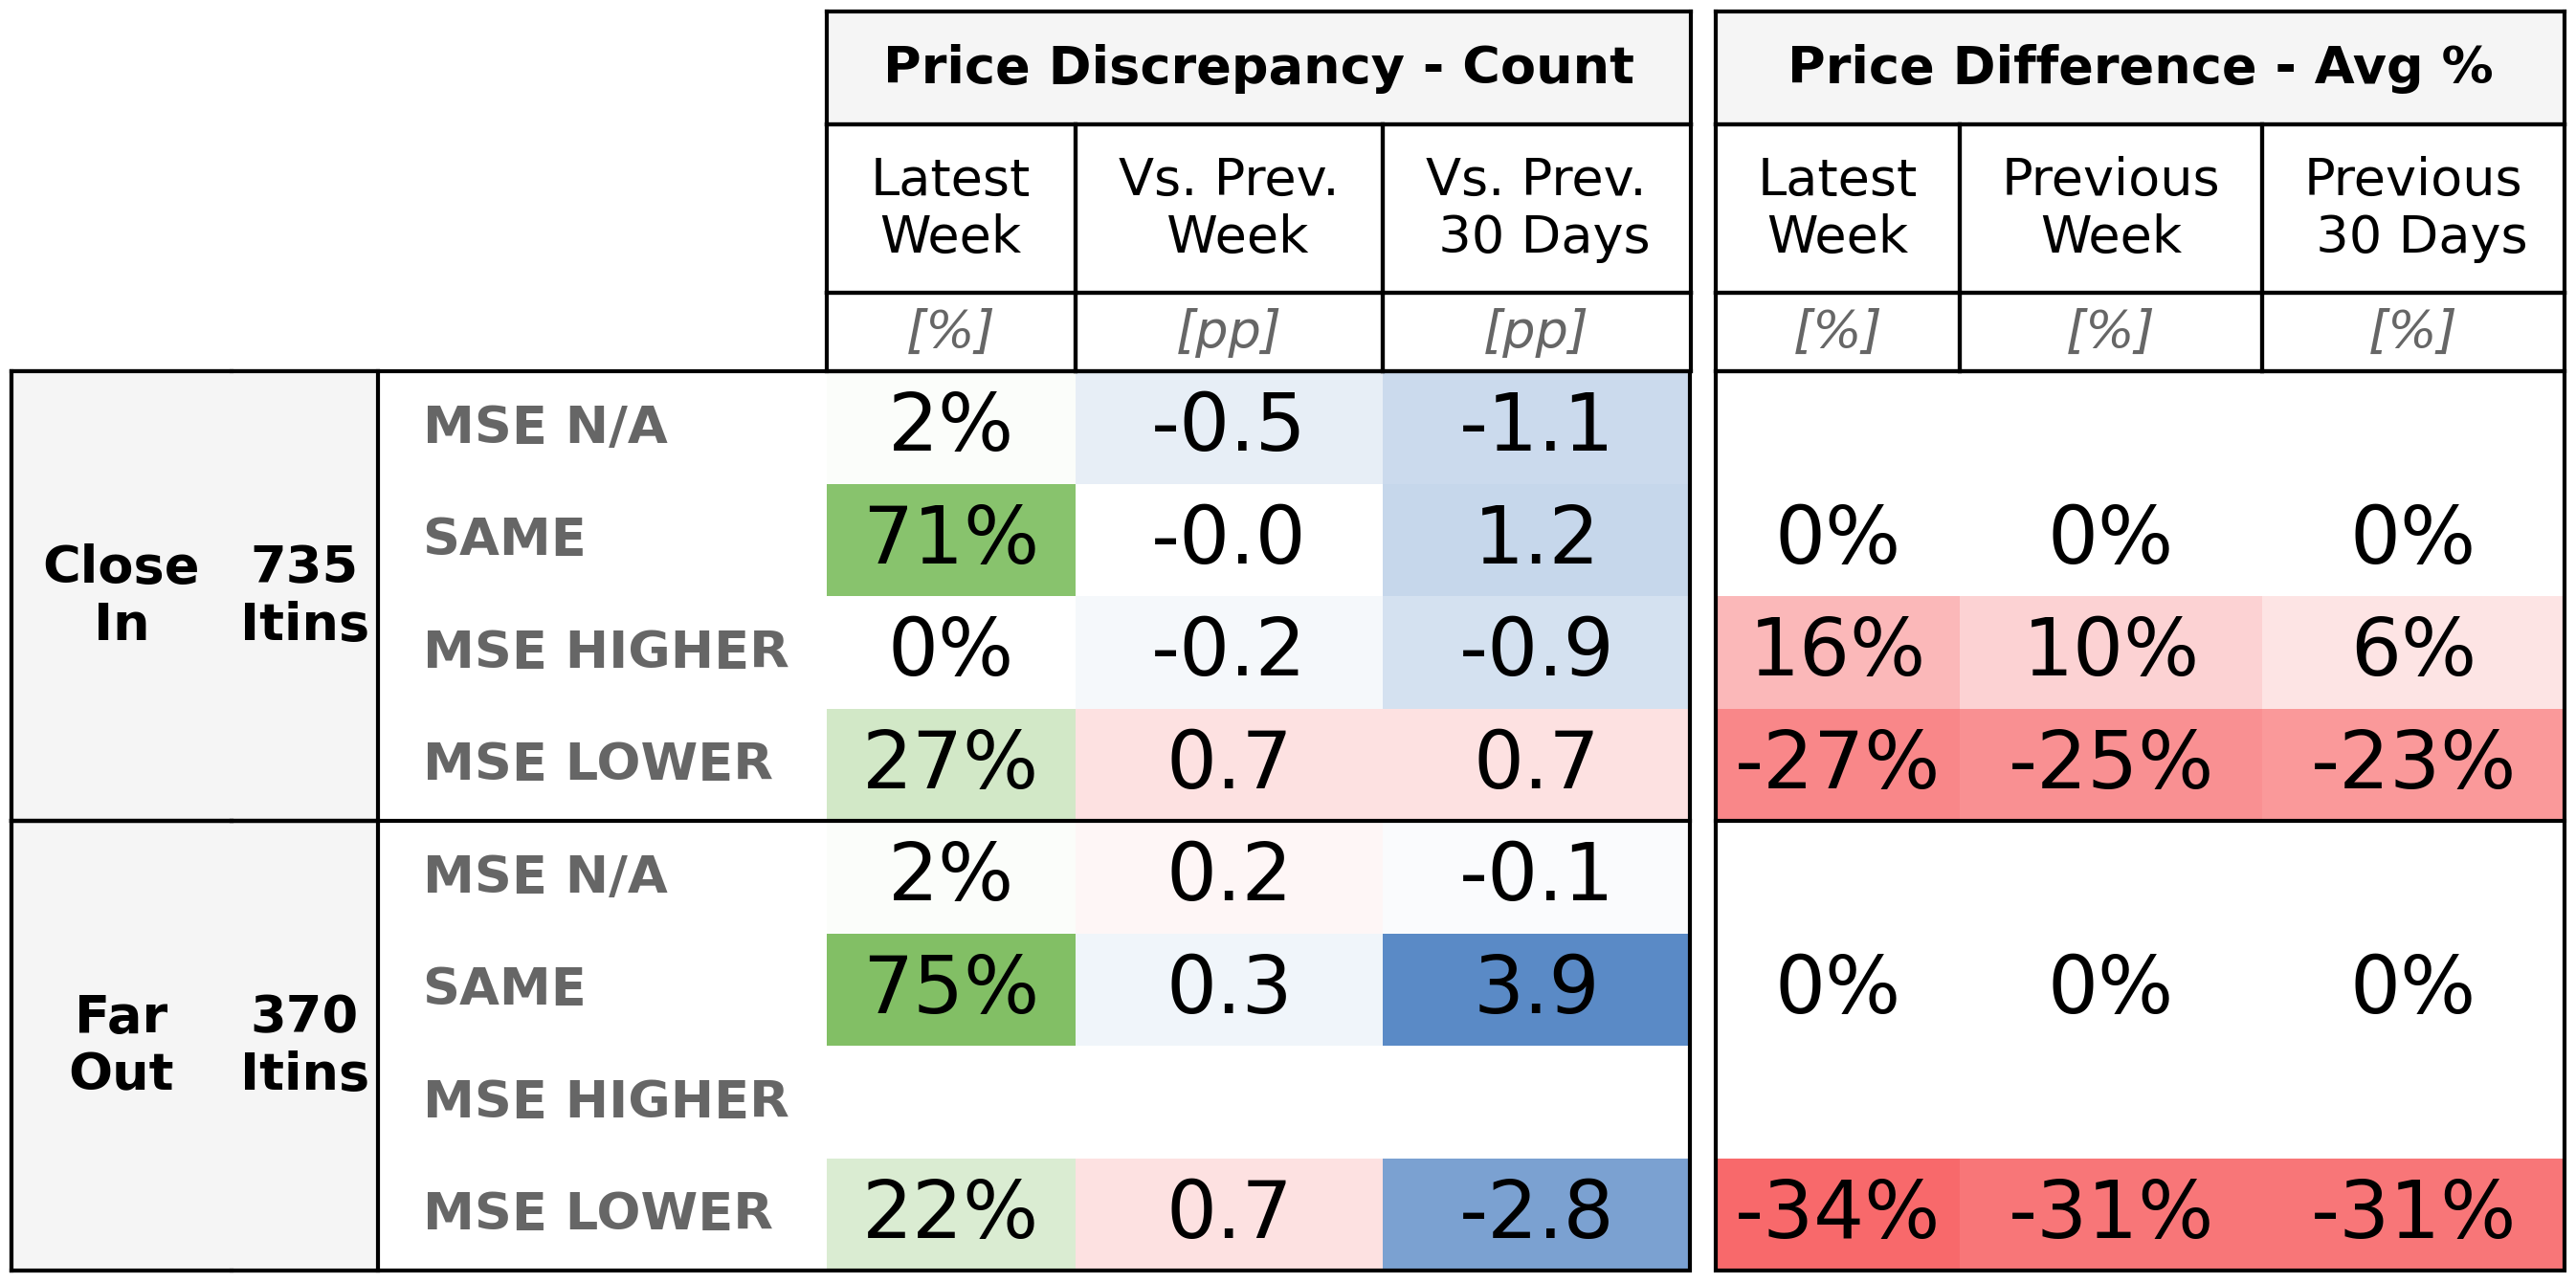 Price Discrepancy - Count Price Difference - Avg %
Latest Week Vs. Prev. Week Vs. Prev. 30 Days Latest Week Previous Week Previous 30 Days
[%] [pp] [pp] [%] [%] [%]
Close In 735 Itins
MSE N/A 2% -0.5 -1.1
SAME 71% -0.0 1.2 0% 0% 0%
MSE HIGHER 0% -0.2 -0.9 16% 10% 6%
MSE LOWER 27% 0.7 0.7 -27% -25% -23%
Far Out 370 Itins
MSE N/A 2% 0.2 -0.1
SAME 75% 0.3 3.9 0% 0% 0%
MSE HIGHER
MSE LOWER 22% 0.7 -2.8 -34% -31% -31%